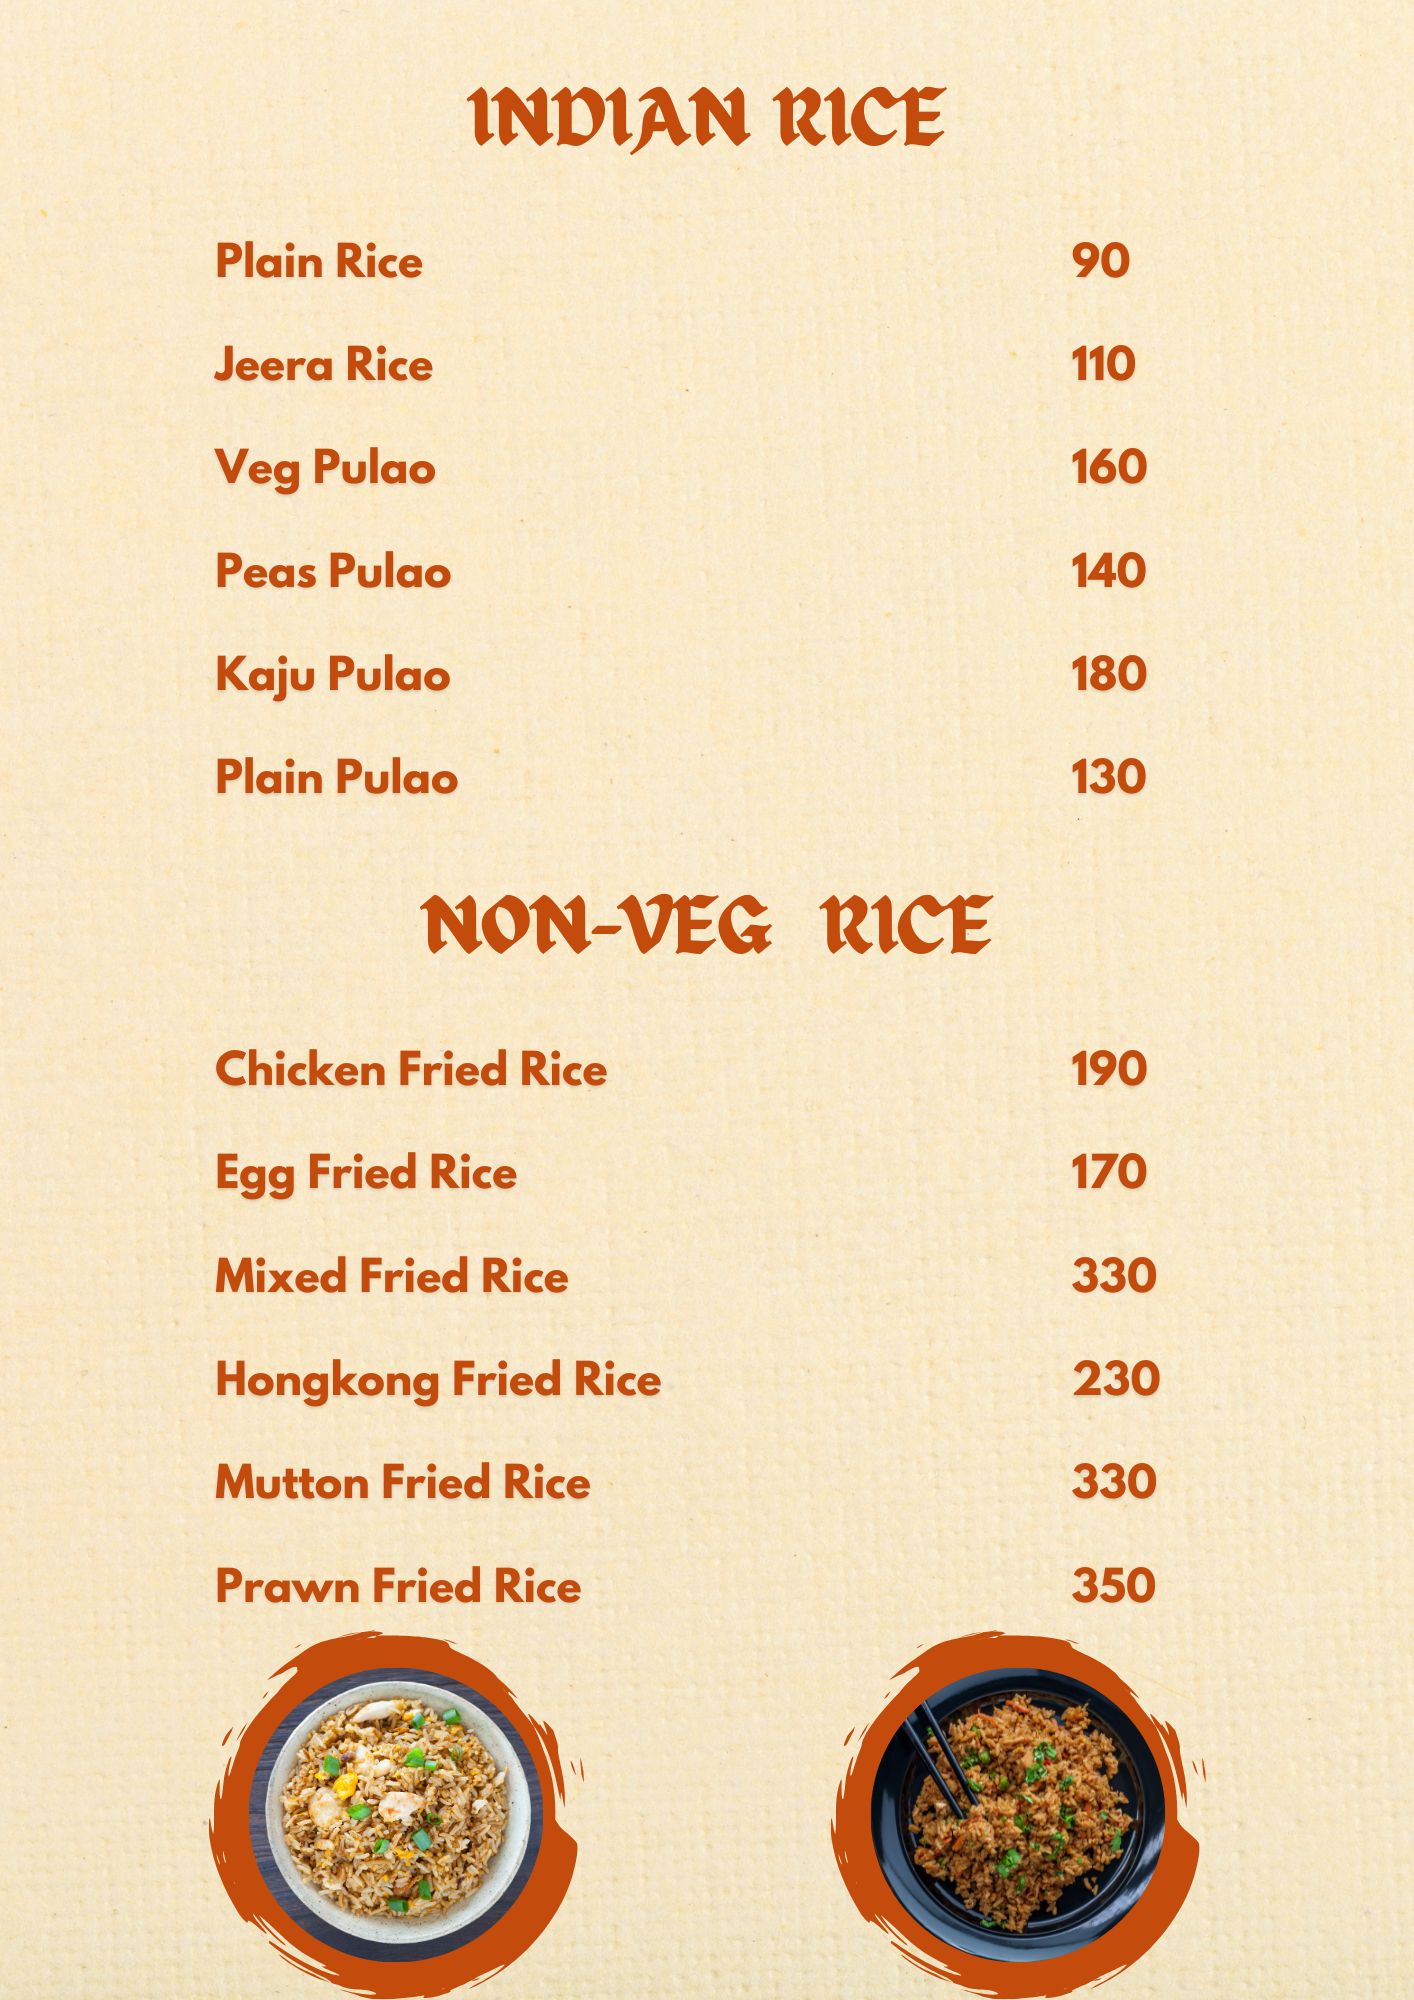 INDIAN RICE
Plain Rice 90
Jeera Rice 110
Veg Pulao 160
Peas Pulao 140
Kaju Pulao 180
Plain Pulao 130
NON-VEG RICE
Chicken Fried Rice 190
Egg Fried Rice 170
Mixed Fried Rice 330
Hongkong Fried Rice 230
Mutton Fried Rice 330
Prawn Fried Rice 350